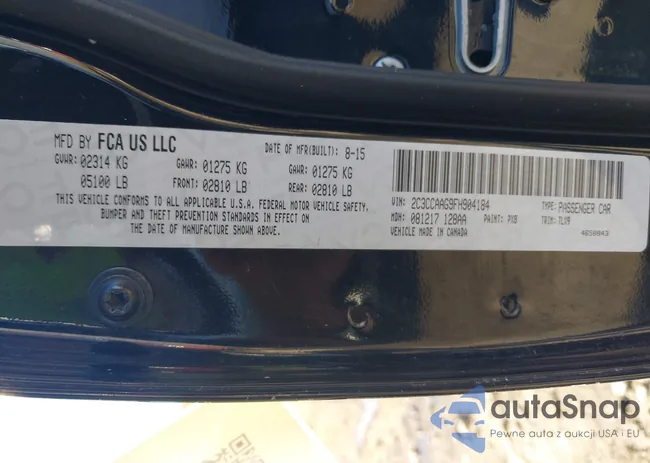 MFD BY FCA US LLC
DATE OF MFR(BUILT): 8-15
GVWR: 02314 KG GAWR: 01275 KG GAWR: 01275 KG
05100 LB FRONT: 02810 LB REAR: 02810 LB
THIS VEHICLE CONFORMS TO ALL APPLICABLE U.S.A. FEDERAL MOTOR VEHICLE SAFETY,
BUMPER AND THEFT PREVENTION STANDARDS IN EFFECT ON
THE DATE OF MANUFACTURE SHOWN ABOVE.
VIN: 2C3CCAAG9FH904184 TYPE: PASSENGER CAR
MDH: 081217 128AA PAINT: PX8 TRIM: TLX9
VEHICLE MADE IN CANADA 46589843
autoSnap
Pewne auta z aukcji USA i EU